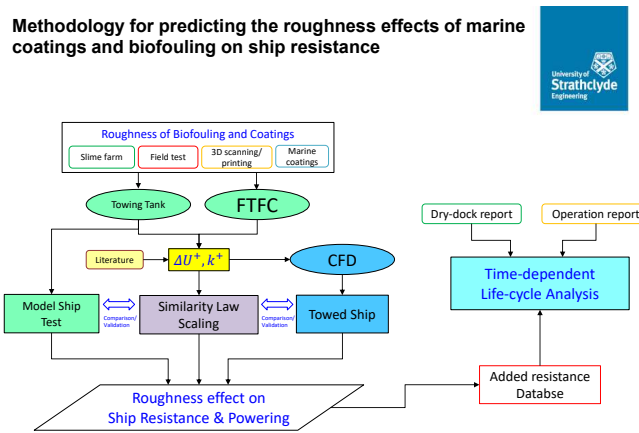 Methodology for predicting the roughness effects of marine
coatings and biofouling on ship resistance
University of
Strathclyde
Engineering
Roughness of Biofouling and Coatings
Slime farm
Field test
3D scanning/
printing
Marine
coatings
Towing Tank
FTFC
Dry-dock report
Operation report
Literature
ΔU⁺, k⁺
CFD
Time-dependent
Life-cycle Analysis
Model Ship
Test
Comparison/
Validation
Similarity Law
Scaling
Comparison/
Validation
Towed Ship
Added resistance
Databse
Roughness effect on
Ship Resistance & Powering